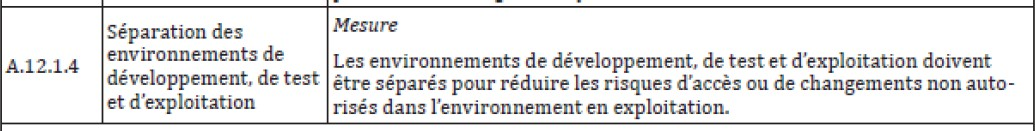 A.12.1.4
Séparation des
environnements de
développement, de test
et d'exploitation
Mesure
Les environnements de développement, de test et d'exploitation doivent
être séparés pour réduire les risques d'accès ou de changements non auto-
risés dans l'environnement en exploitation.